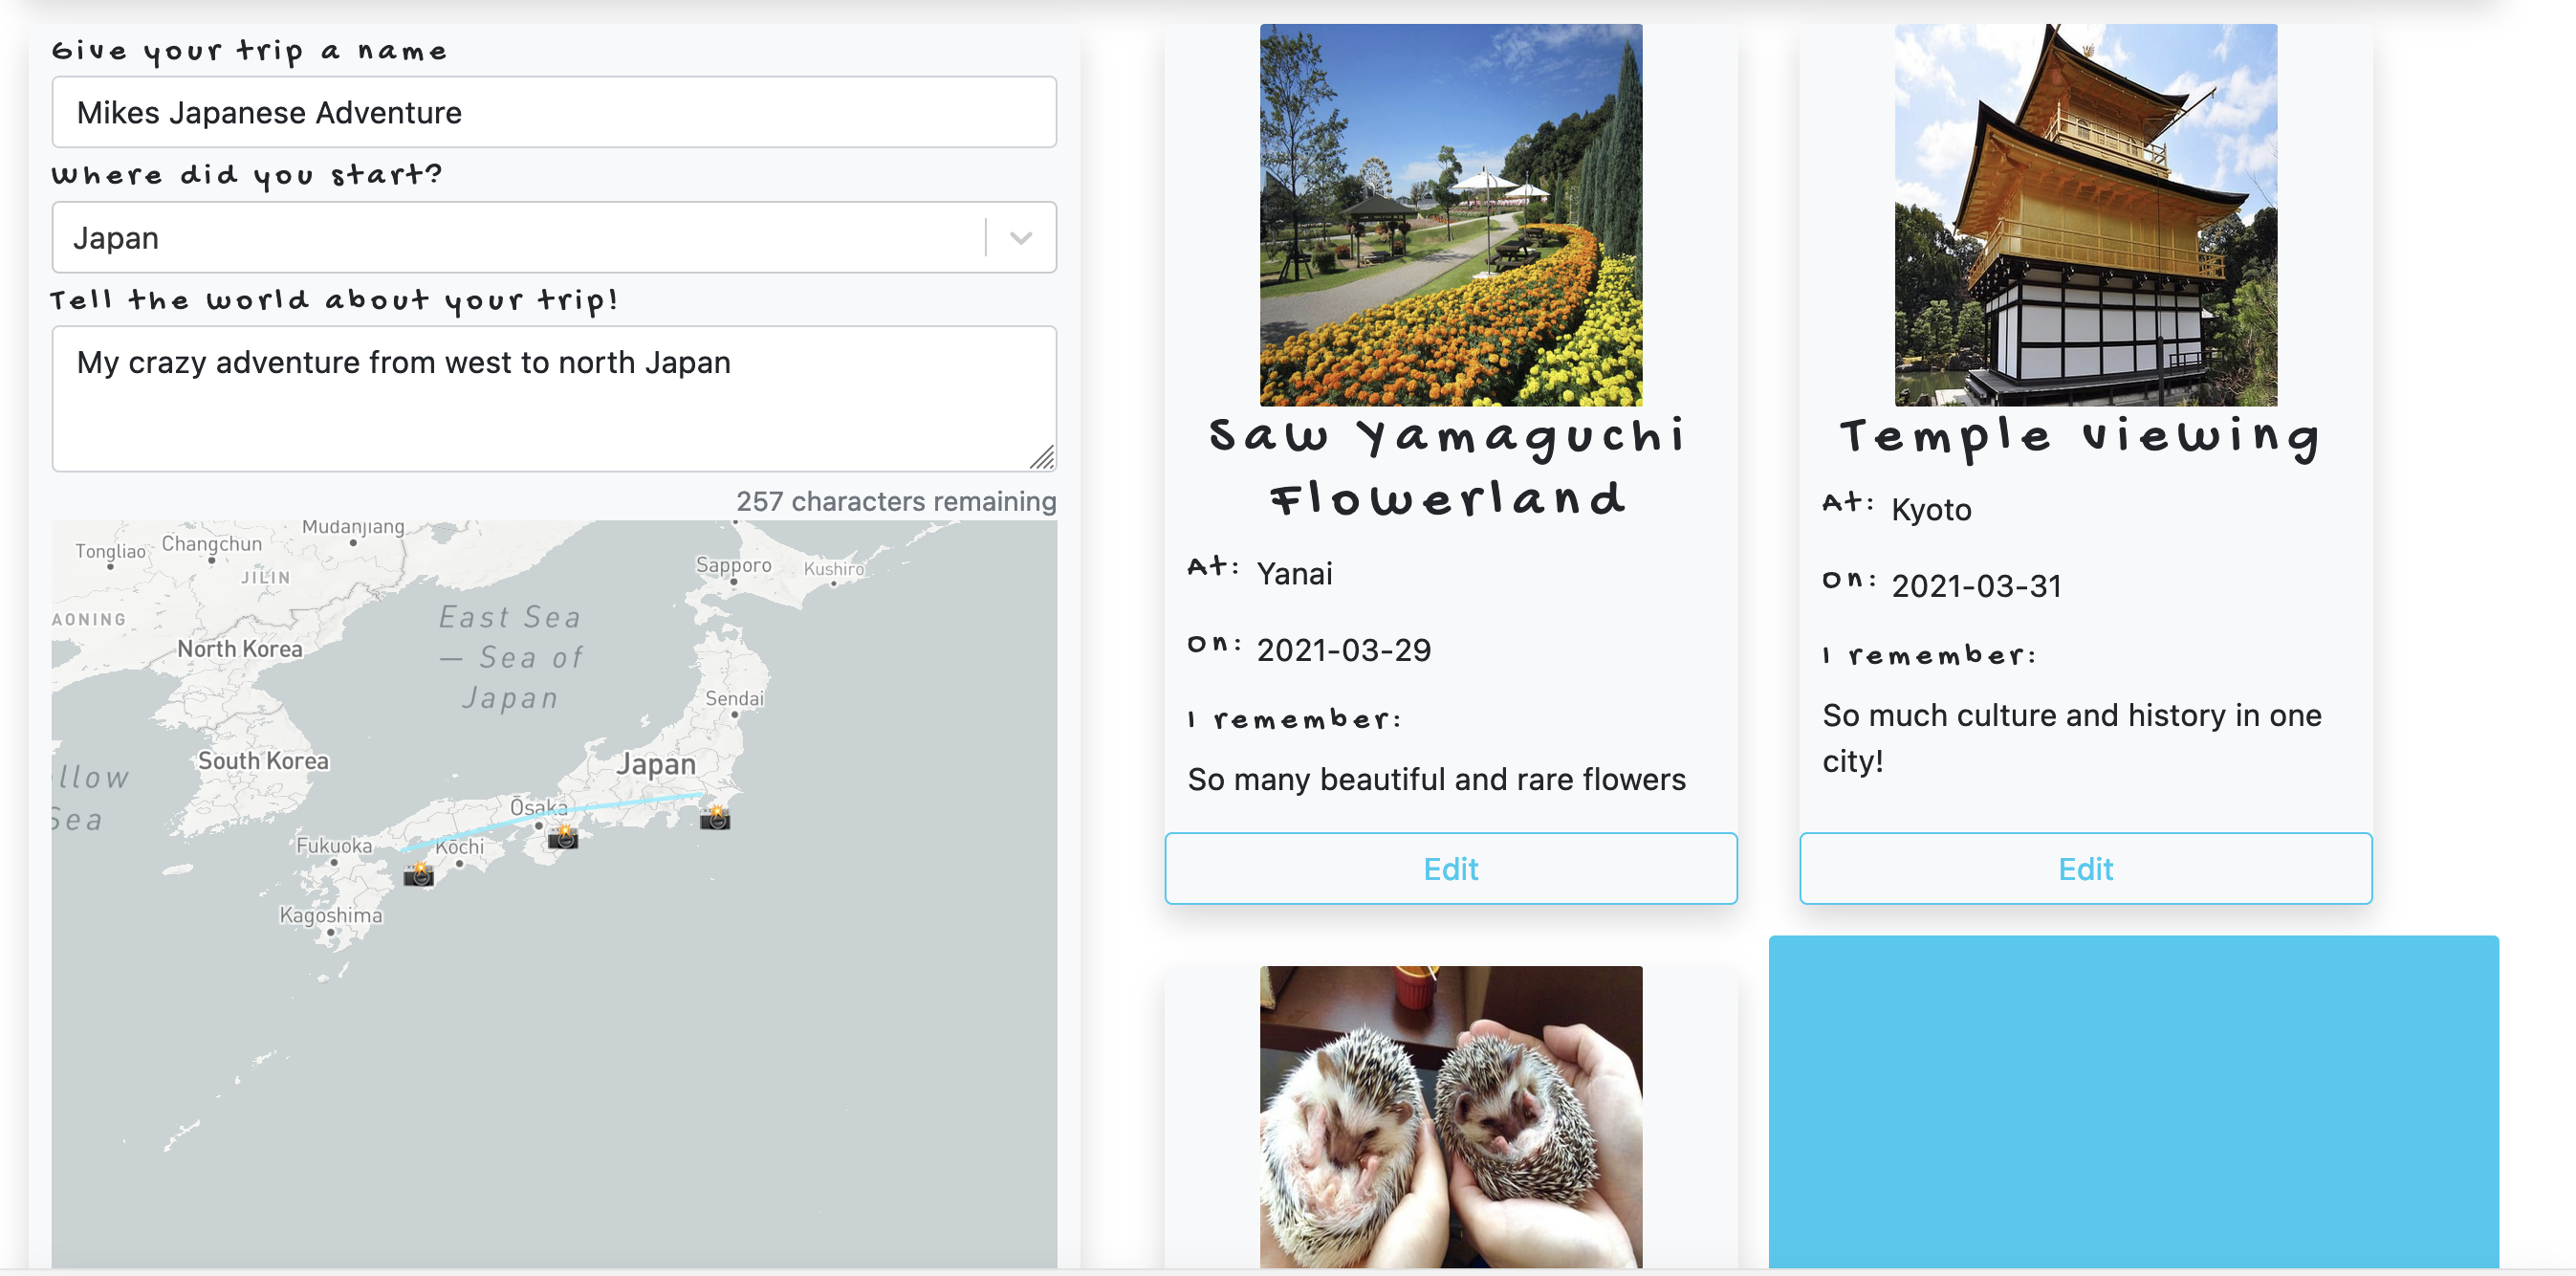 Give your trip a name
Mikes Japanese Adventure
Where did you start?
Japan
Tell the world about your trip!
My crazy adventure from west to north Japan
257 characters remaining
Mudanjiang
Tongliao
Changchun
JILIN
AONING
North Korea
East Sea
— Sea of
Japan
Sapporo
Kushiro
Sendai
South Korea
Japan
llow
Sea
Ōsaka
Fukuoka
Kōchi
Kagoshima
Saw Yamaguchi
Flowerland
At: Yanai
On: 2021-03-29
I remember:
So many beautiful and rare flowers
Edit
Temple viewing
At: Kyoto
On: 2021-03-31
I remember:
So much culture and history in one
city!
Edit